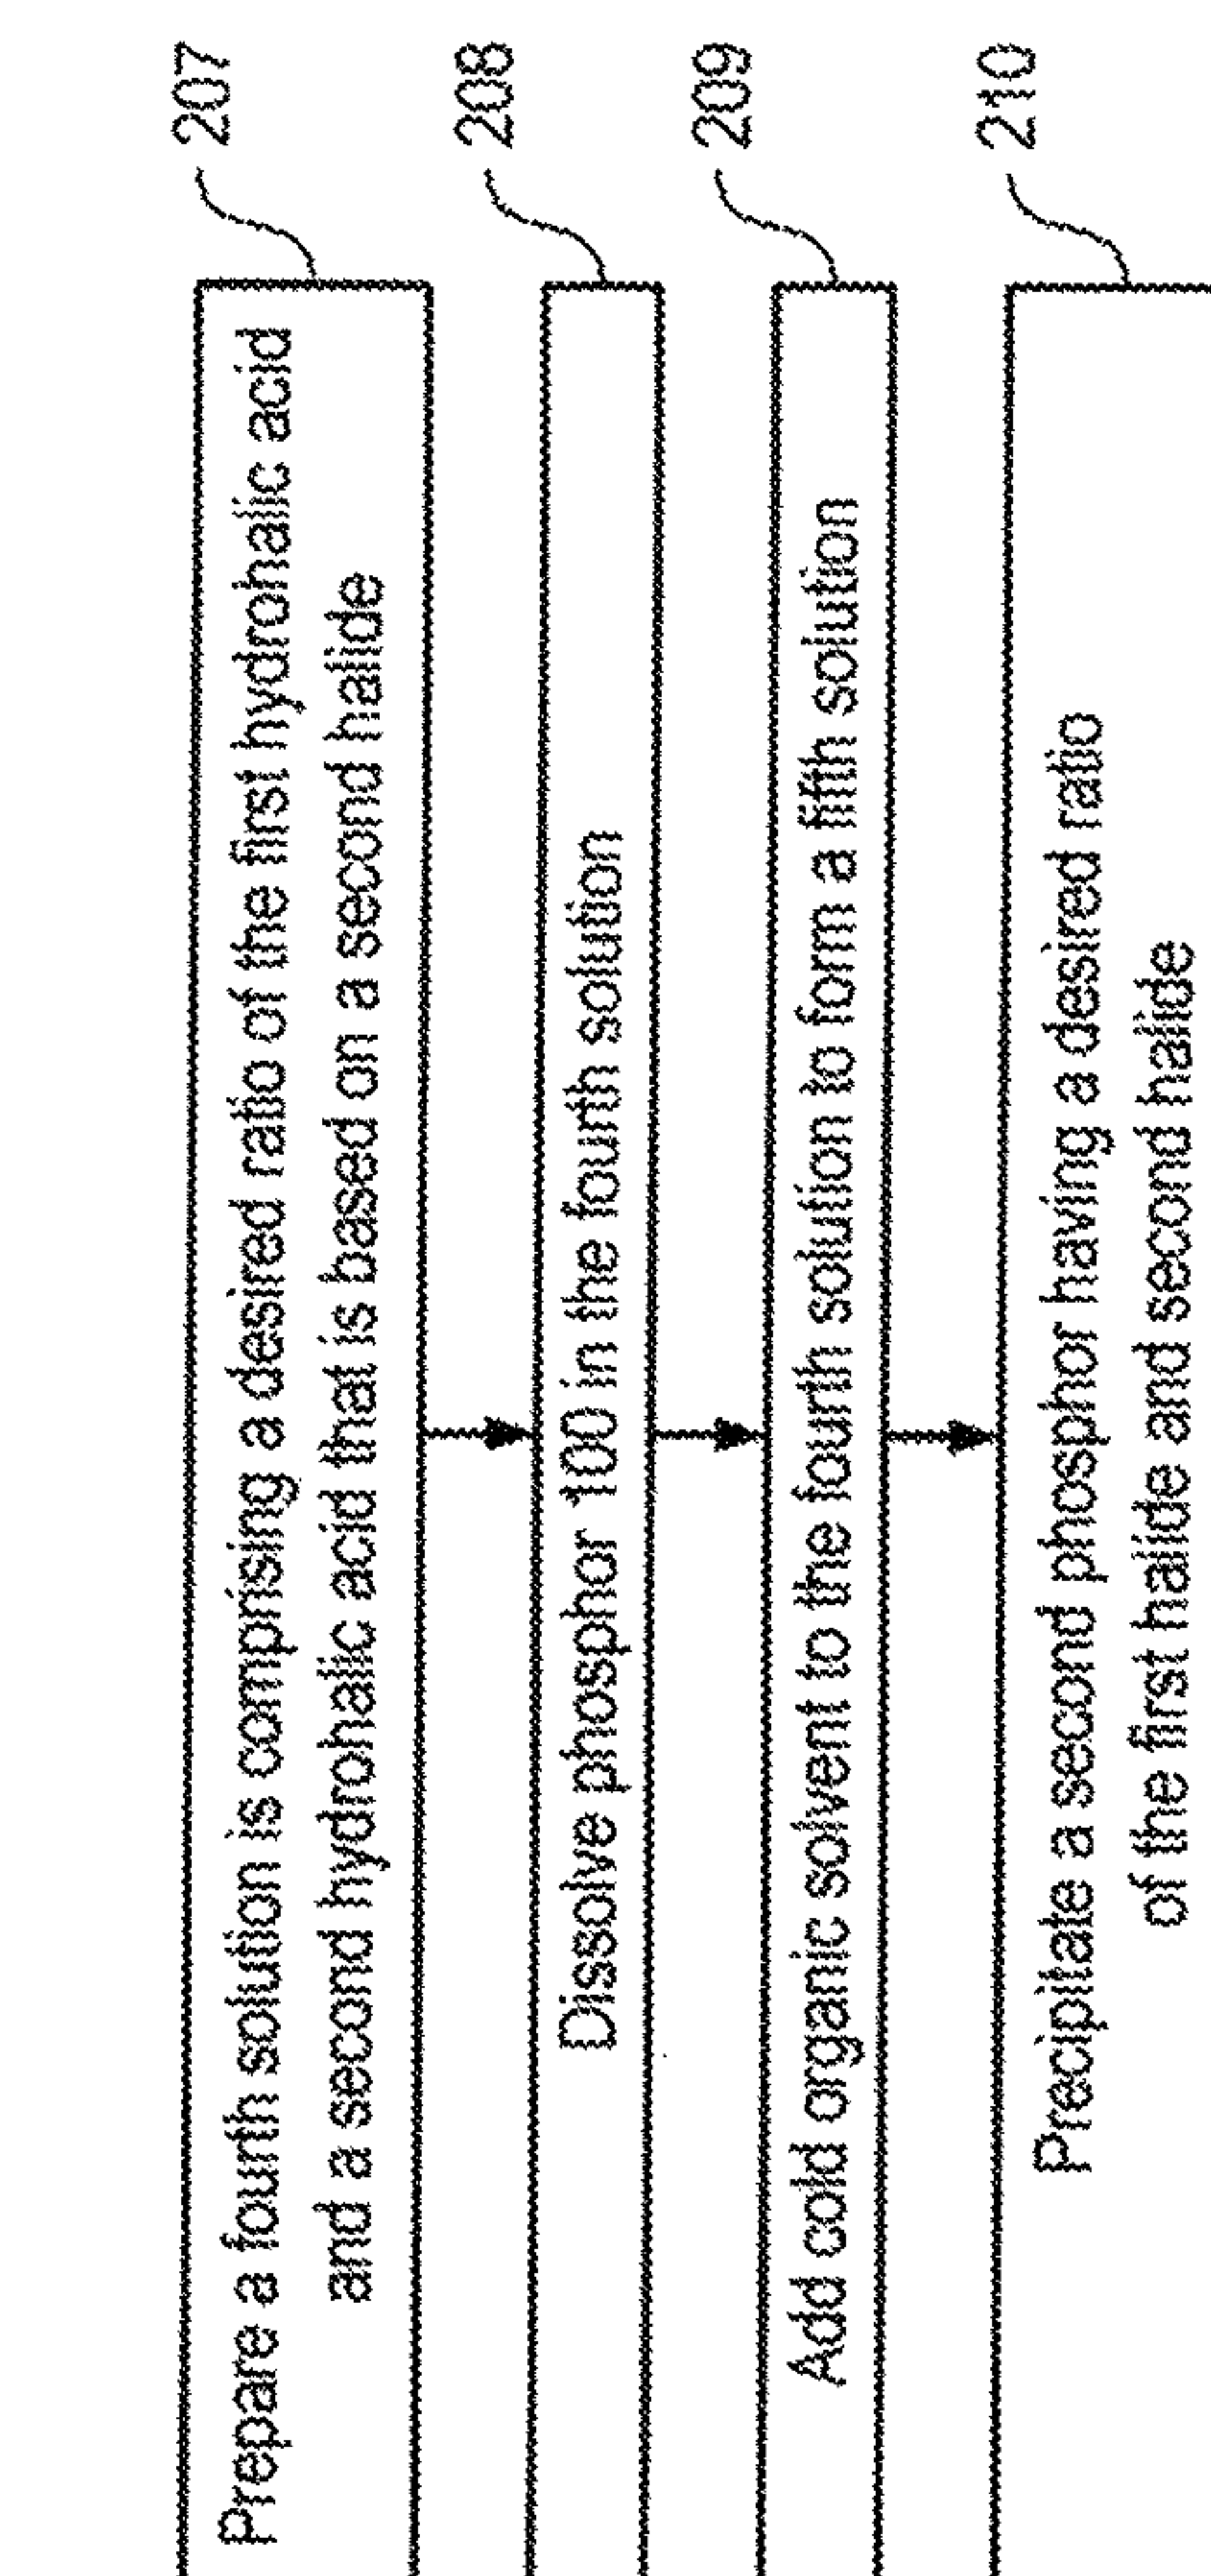 Prepare a fourth solution is comprising a desired ratio of the first hydrohalic acid
and a second hydrohalic acid that is based on a second halide
207
Dissolve phosphor 100 in the fourth solution
208
Add cold organic solvent to the fourth solution to form a fifth solution
209
Precipitate a second phosphor having a desired ratio
of the first halide and second halide
210